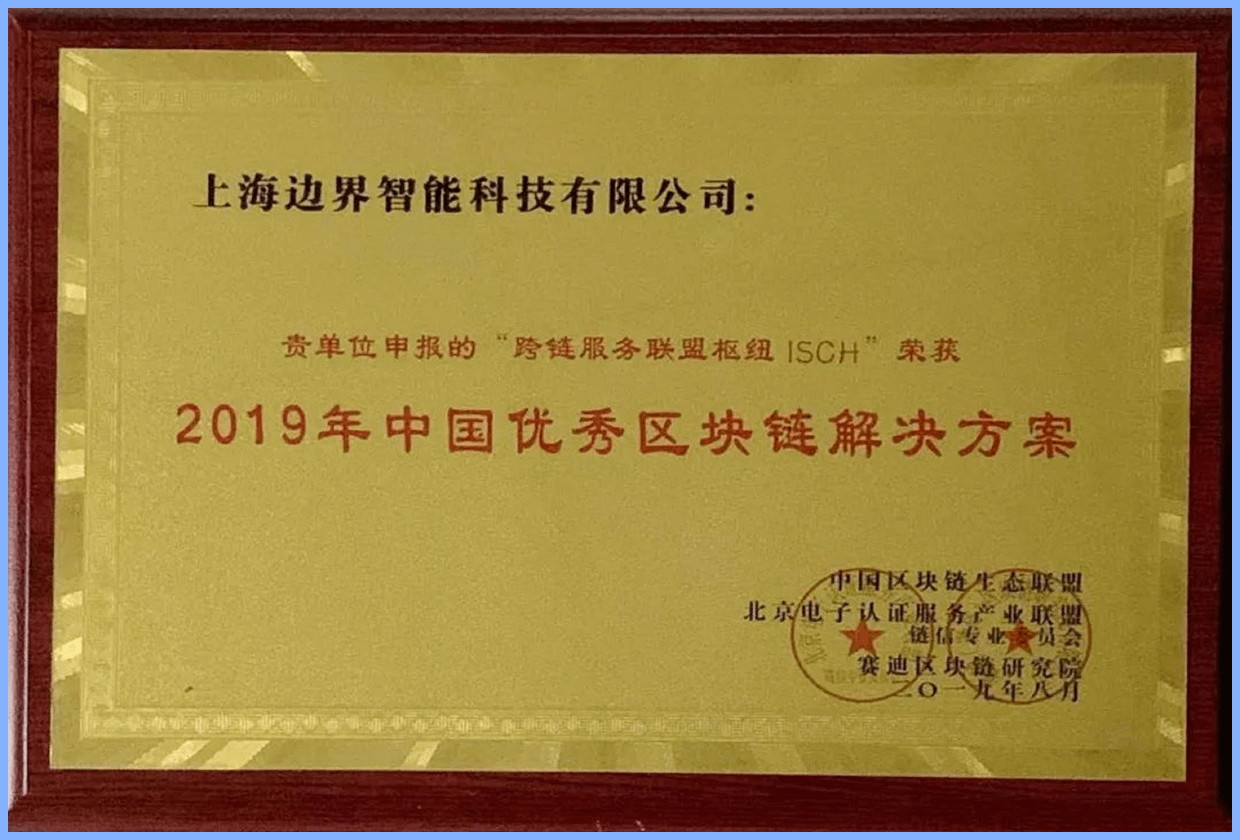 上海边界智能科技有限公司:
贵单位申报的“跨链服务联盟枢纽 ISCH”荣获
2019年中国优秀区块链解决方案
中国区块链生态联盟
北京电子认证服务产业联盟
链信专业委员会
赛迪区块链研究院
二〇一九年八月